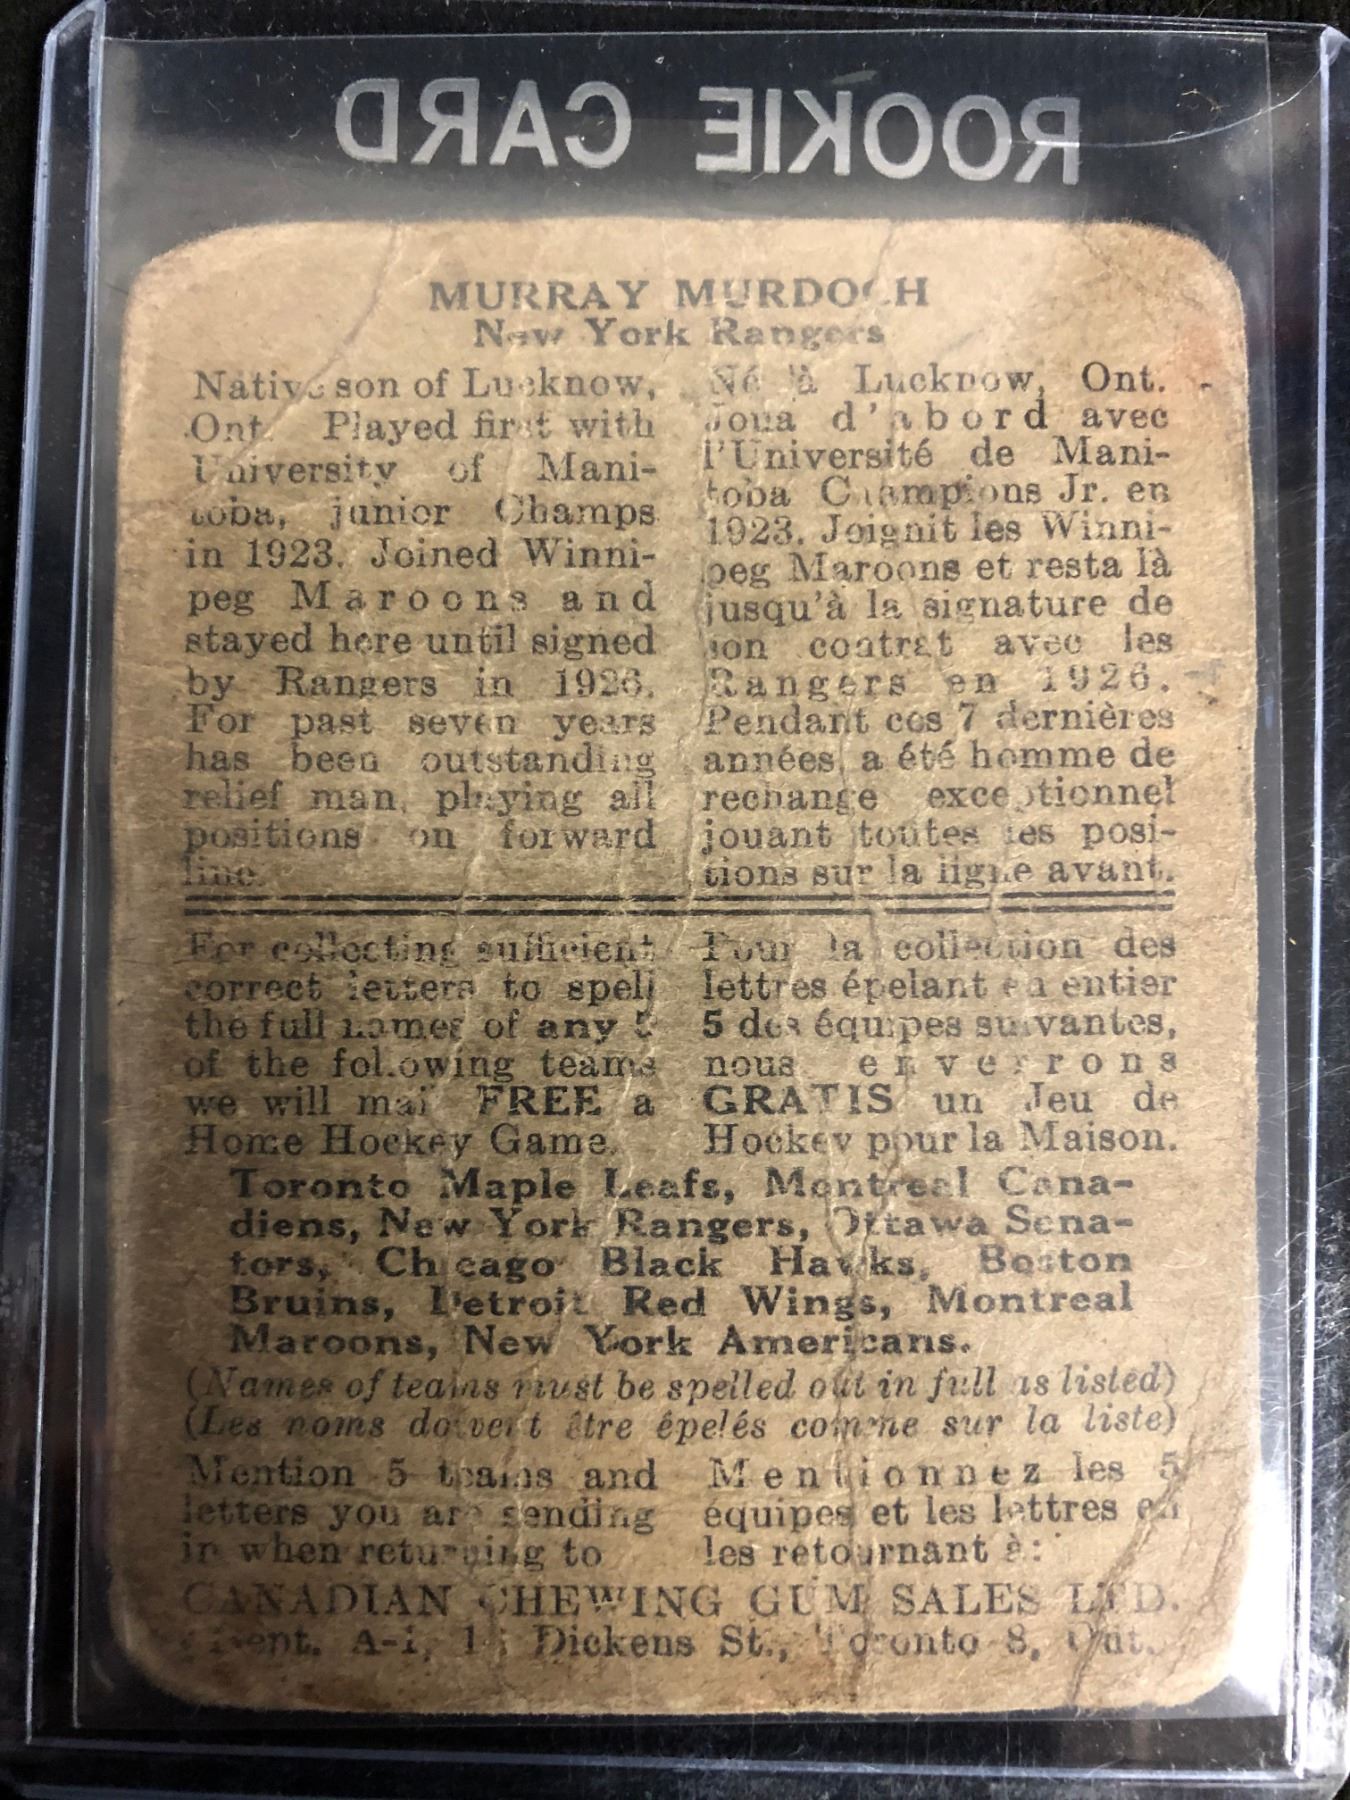 ROOKIE CARD
MURRAY MURDOCH
New York Rangers
Native son of Lucknow,
Ont. Played first with
University of Mani-
toba, junior Champs
in 1923. Joined Winni-
peg Maroons and
stayed here until signed
by Rangers in 1926.
For past seven years
has been outstanding
relief man, playing all
positions on forward
line.
Né à Lucknow, Ont.
Joua d'abord avec
l'Université de Mani-
toba Champions Jr. en
1923. Joignit les Winni-
peg Maroons et resta là
jusqu'à la signature de
son contrat avec les
Rangers en 1926.
Pendant ces 7 dernières
années, a été homme de
rechange exceptionnel
jouant toutes les posi-
tions sur la ligne avant.
For collecting sufficient
correct letters to spell
the full names of any 5
of the following teams
we will mail FREE a
Home Hockey Game.
Pour la collection des
lettres épelant en entier
5 des équipes suivantes,
nous enverrons
GRATIS un Jeu de
Hockey pour la Maison.
Toronto Maple Leafs, Montreal Cana-
diens, New York Rangers, Ottawa Sena-
tors, Chicago Black Hawks, Boston
Bruins, Detroit Red Wings, Montreal
Maroons, New York Americans.
(Names of teams must be spelled out in full as listed)
(Les noms doivent être épelés comme sur la liste)
Mention 5 teams and
letters you are sending
in when returning to
Mentionnez les 5
équipes et les lettres en
les retournant à:
CANADIAN CHEWING GUM SALES LTD.
A-1, Dickens St., Toronto 8, Ont.